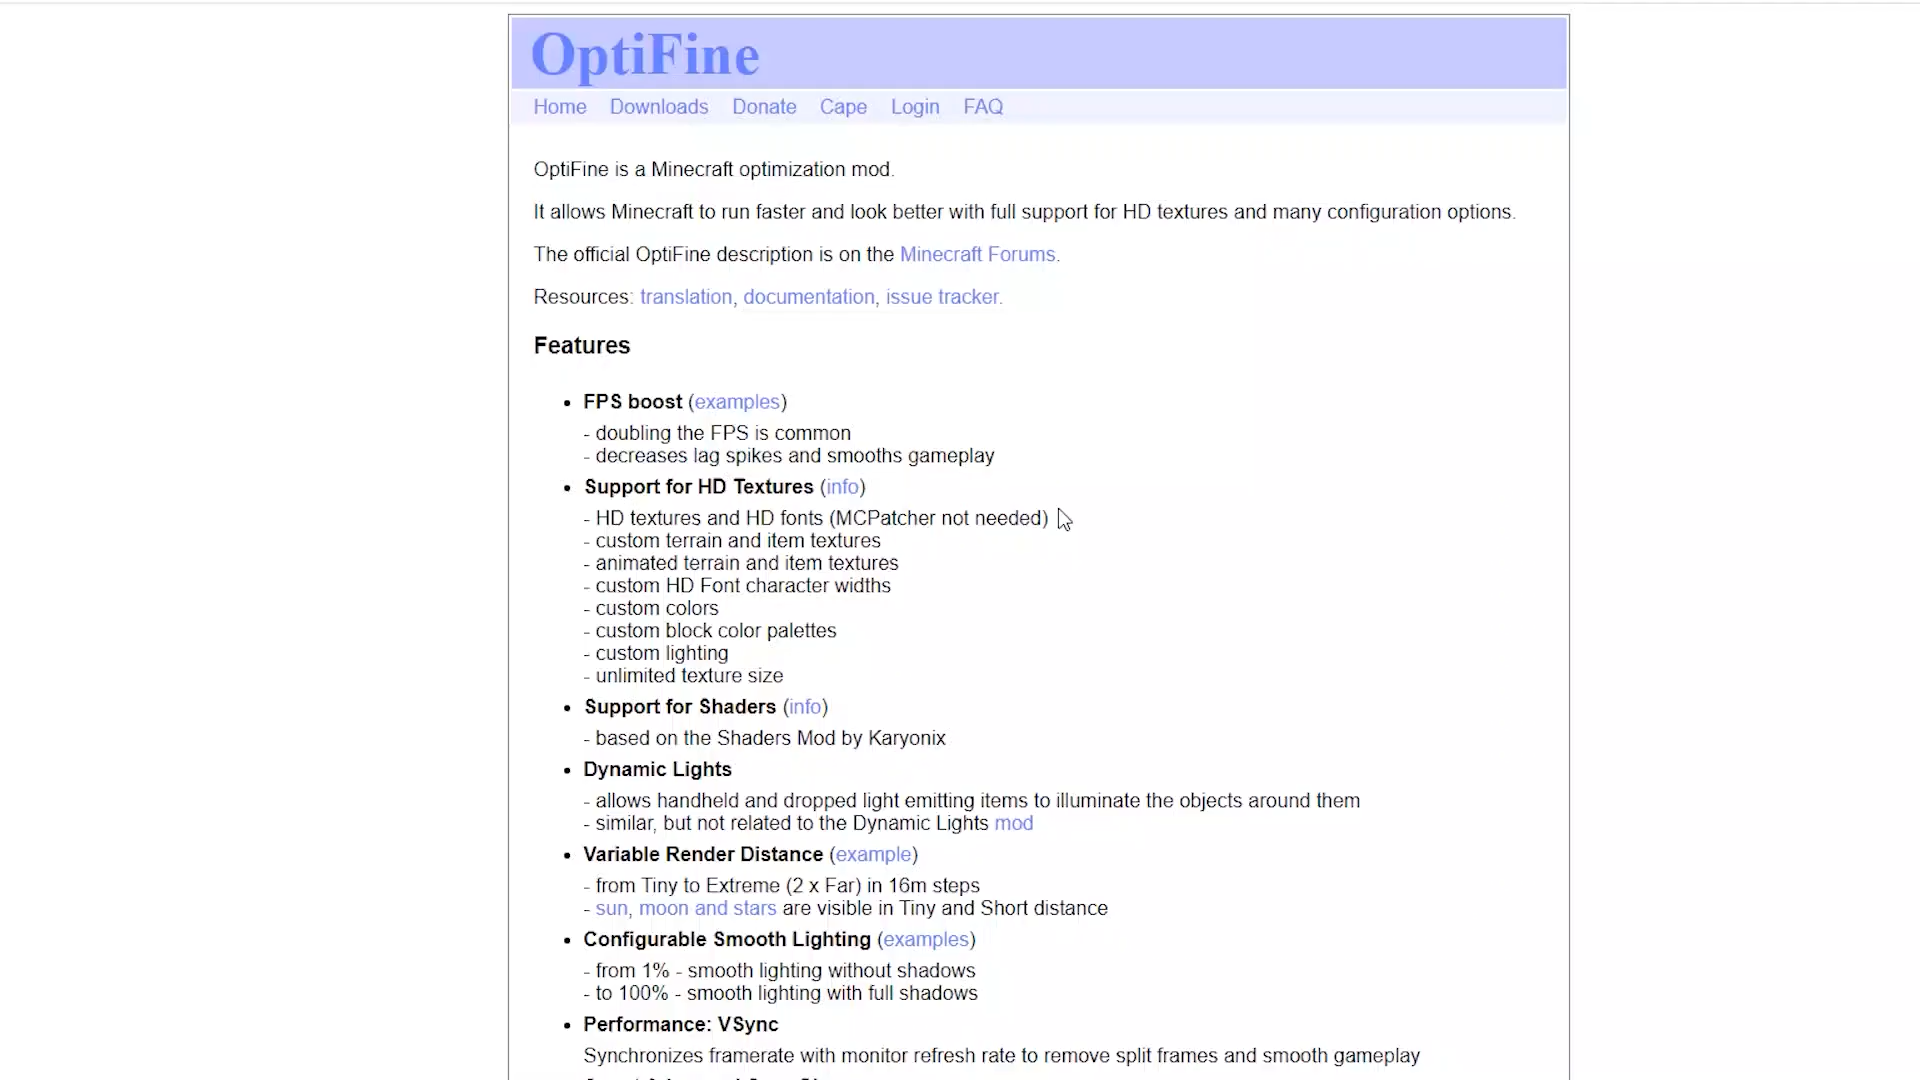 OptiFine
Home Downloads Donate Cape Login FAQ
OptiFine is a Minecraft optimization mod.
It allows Minecraft to run faster and look better with full support for HD textures and many configuration options.
The official OptiFine description is on the Minecraft Forums.
Resources: translation, documentation, issue tracker.
Features
• FPS boost (examples)
- doubling the FPS is common
- decreases lag spikes and smooths gameplay
• Support for HD Textures (info)
- HD textures and HD fonts (MCPatcher not needed)
- custom terrain and item textures
- animated terrain and item textures
- custom HD Font character widths
- custom colors
- custom block color palettes
- custom lighting
- unlimited texture size
• Support for Shaders (info)
- based on the Shaders Mod by Karyonix
• Dynamic Lights
- allows handheld and dropped light emitting items to illuminate the objects around them
- similar, but not related to the Dynamic Lights mod
• Variable Render Distance (example)
- from Tiny to Extreme (2 x Far) in 16m steps
- sun, moon and stars are visible in Tiny and Short distance
• Configurable Smooth Lighting (examples)
- from 1% - smooth lighting without shadows
- to 100% - smooth lighting with full shadows
• Performance: VSync
Synchronizes framerate with monitor refresh rate to remove split frames and smooth gameplay